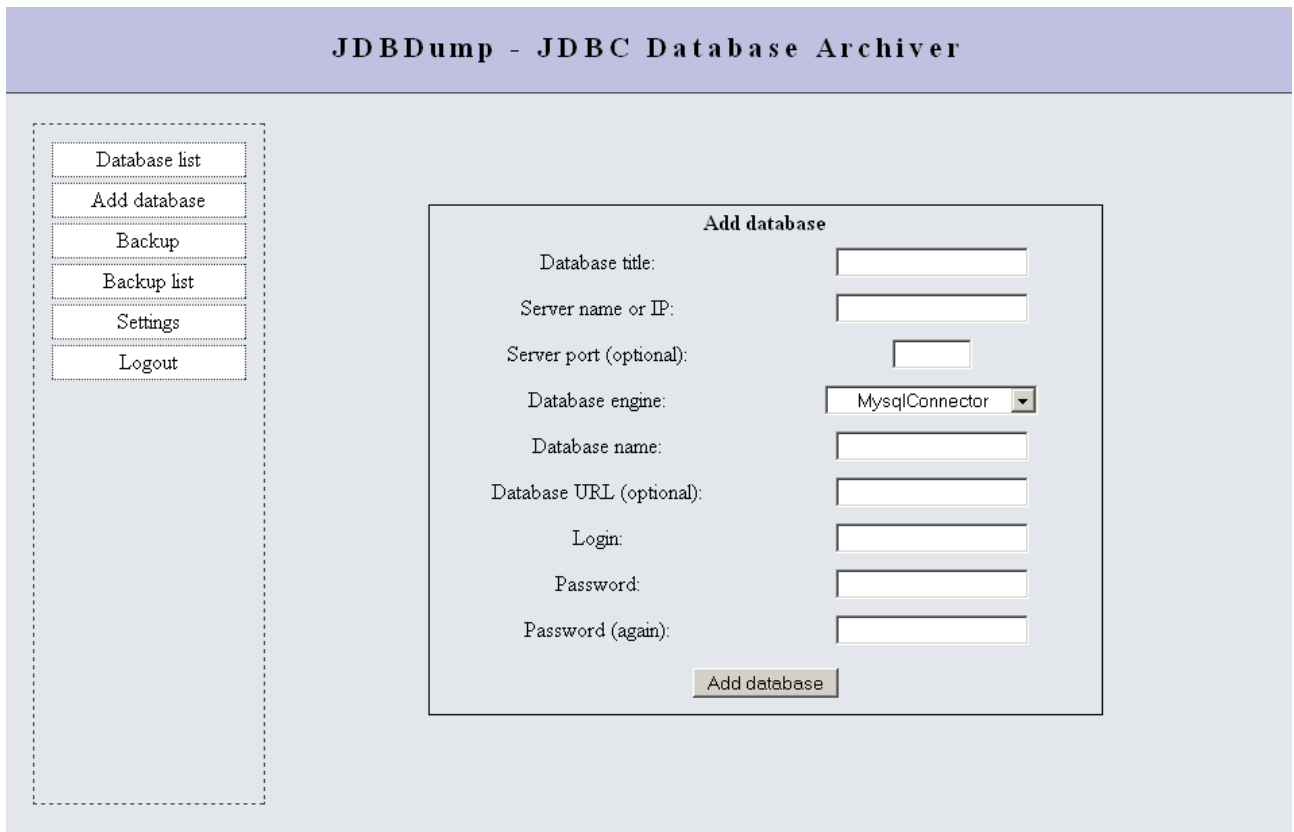 JDBDump - JDBC Database Archiver
Database list
Add database
Backup
Backup list
Settings
Logout
Add database
Database title:
Server name or IP:
Server port (optional):
Database engine: MysqlConnector
Database name:
Database URL (optional):
Login:
Password:
Password (again):
Add database